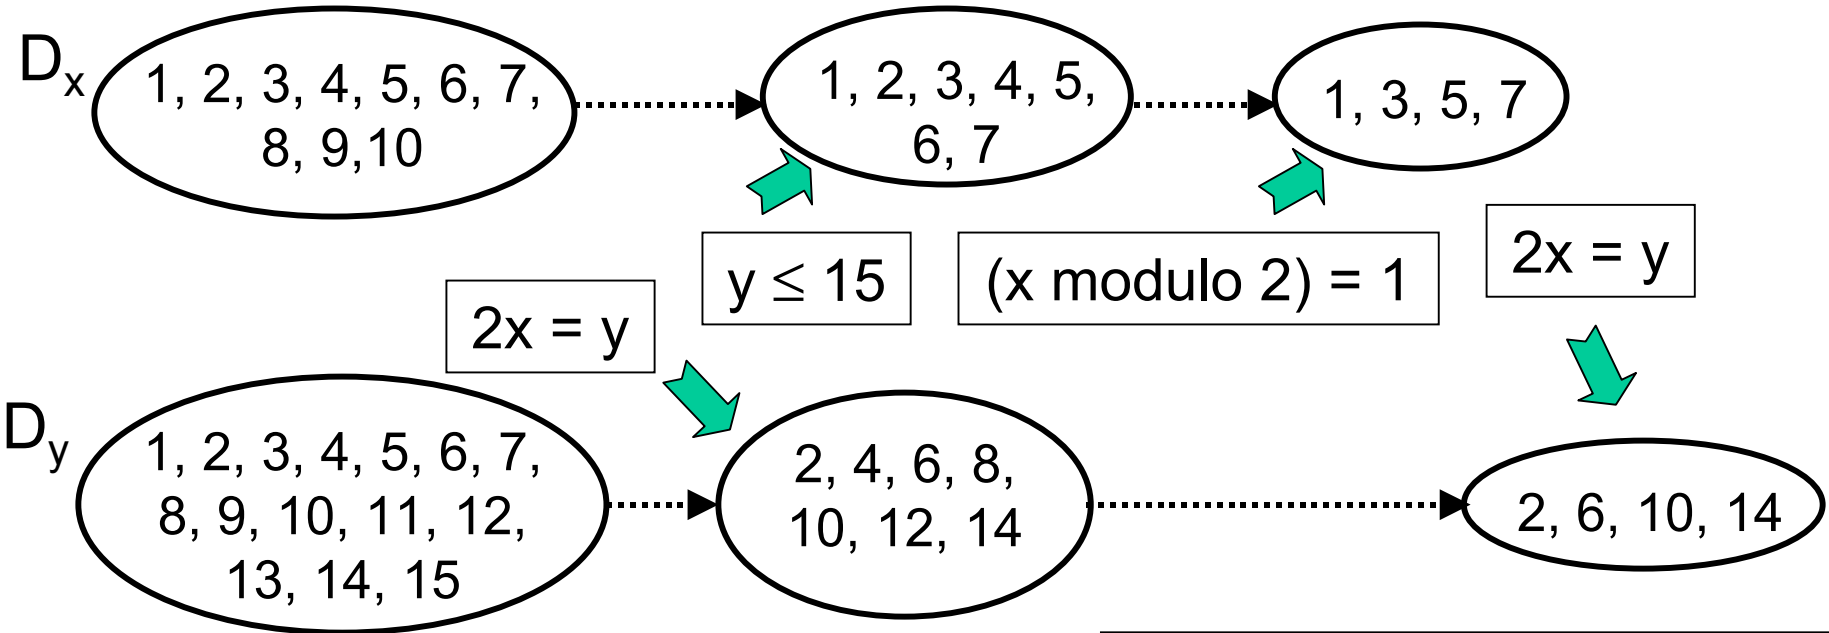 D_x
1, 2, 3, 4, 5, 6, 7,
8, 9,10
1, 2, 3, 4, 5,
6, 7
1, 3, 5, 7
y ≤ 15
(x modulo 2) = 1
2x = y
2x = y
D_y
1, 2, 3, 4, 5, 6, 7,
8, 9, 10, 11, 12,
13, 14, 15
2, 4, 6, 8,
10, 12, 14
2, 6, 10, 14